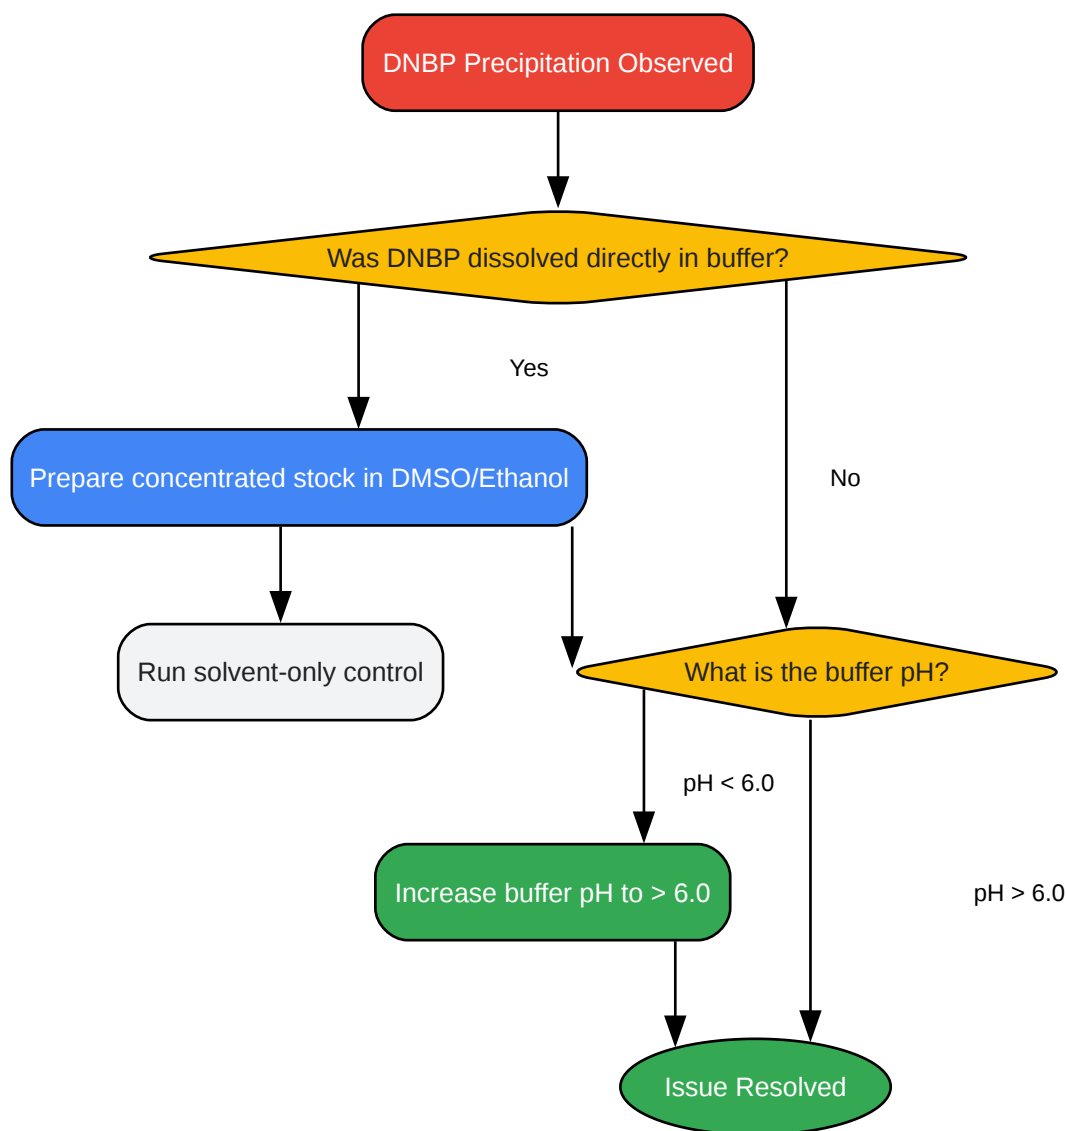 DNBP Precipitation Observed
Was DNBP dissolved directly in buffer?
Yes
Prepare concentrated stock in DMSO/Ethanol
No
Run solvent-only control
What is the buffer pH?
pH < 6.0
Increase buffer pH to > 6.0
pH > 6.0
Issue Resolved